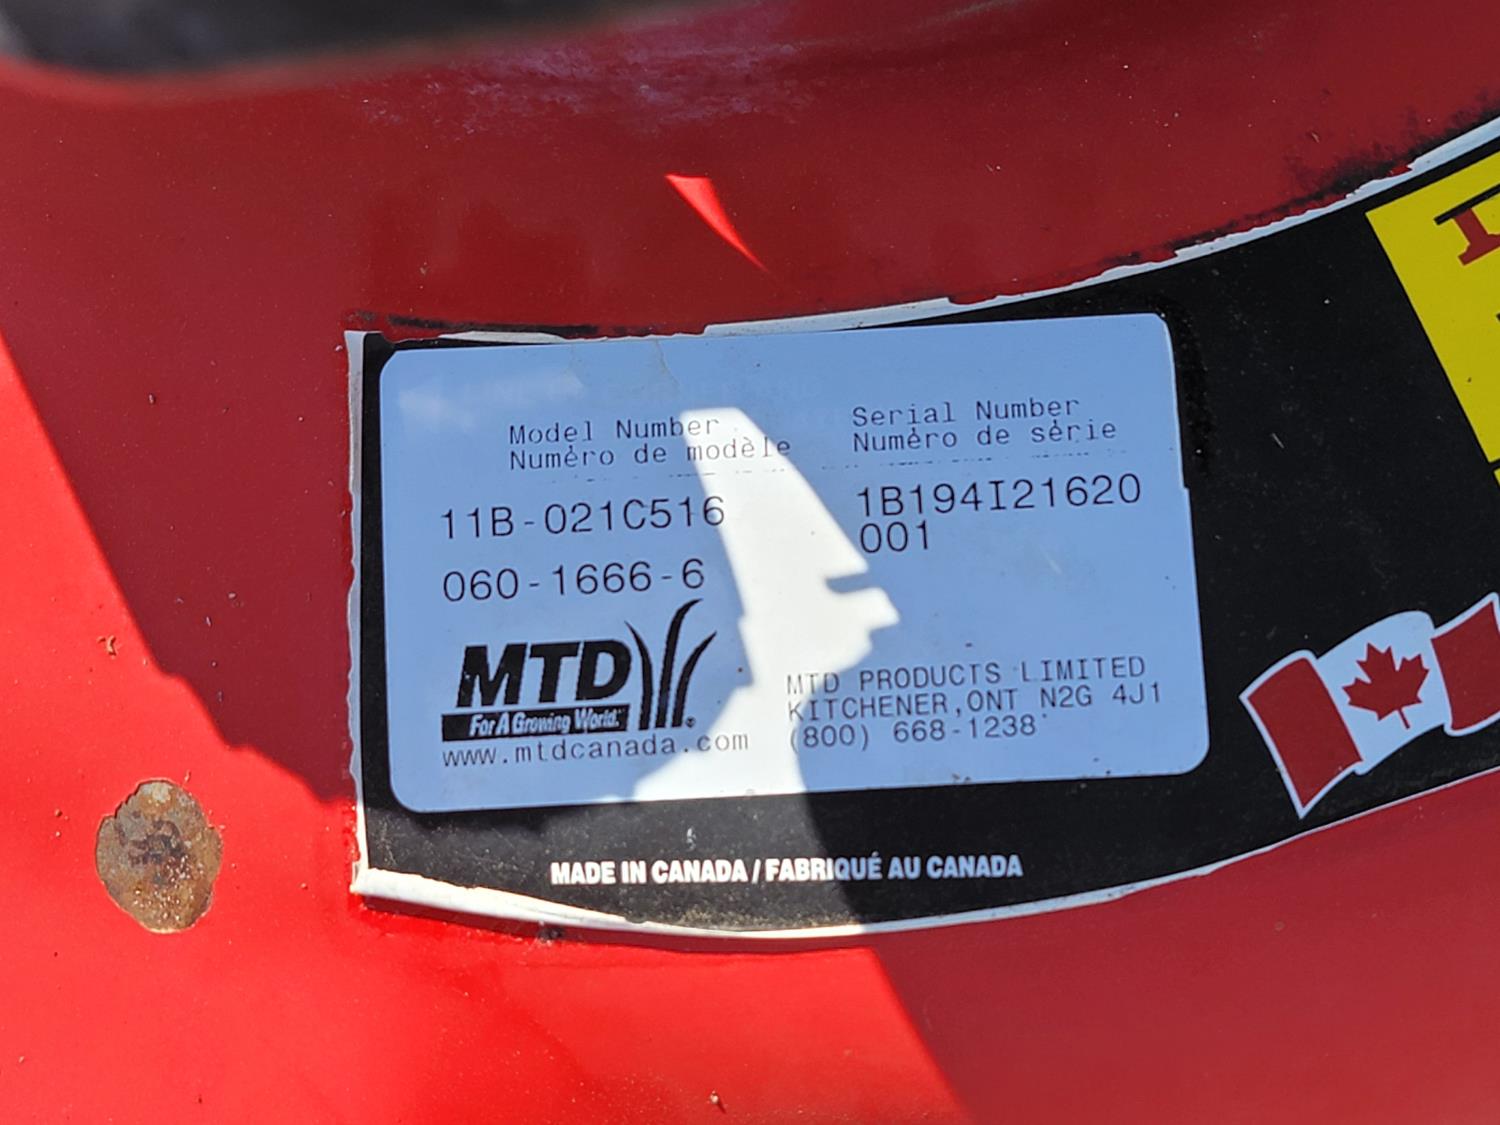 Model Number
Numéro de modèle
11B-021C516
060-1666-6
Serial Number
Numéro de série
1B194I21620
001
MTD
For A Growing World.
www.mtdcanada.com
MTD PRODUCTS LIMITED
KITCHENER,ONT N2G 4J1
(800) 668-1238
MADE IN CANADA / FABRIQUÉ AU CANADA